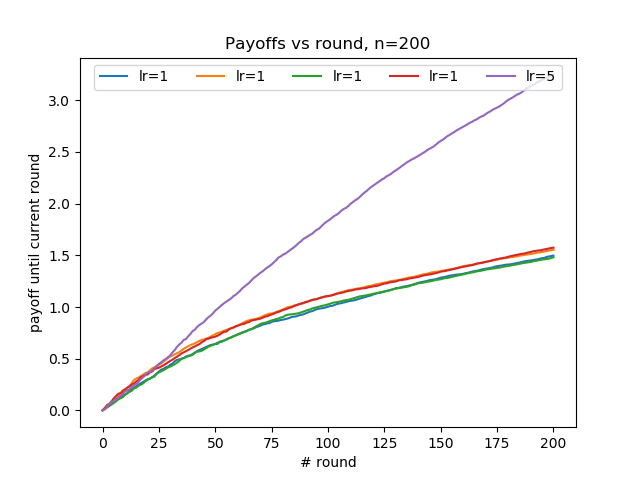 Payoffs vs round, n=200
lr=1 lr=1 lr=1 lr=1 lr=5
3.0
2.5
2.0
1.5
1.0
0.5
0.0
payoff until current round
0 25 50 75 100 125 150 175 200
# round